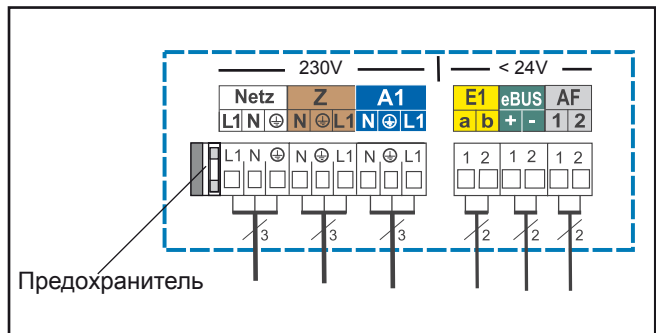 230V < 24V
Netz Z A1 E1 eBUS AF
L1 N ⏚ N ⏚ L1 N ⏚ L1 a b + - 1 2
L1 N ⏚ N ⏚ L1 N ⏚ L1 1 2 1 2 1 2
3 3 3 2 2 2
Предохранитель